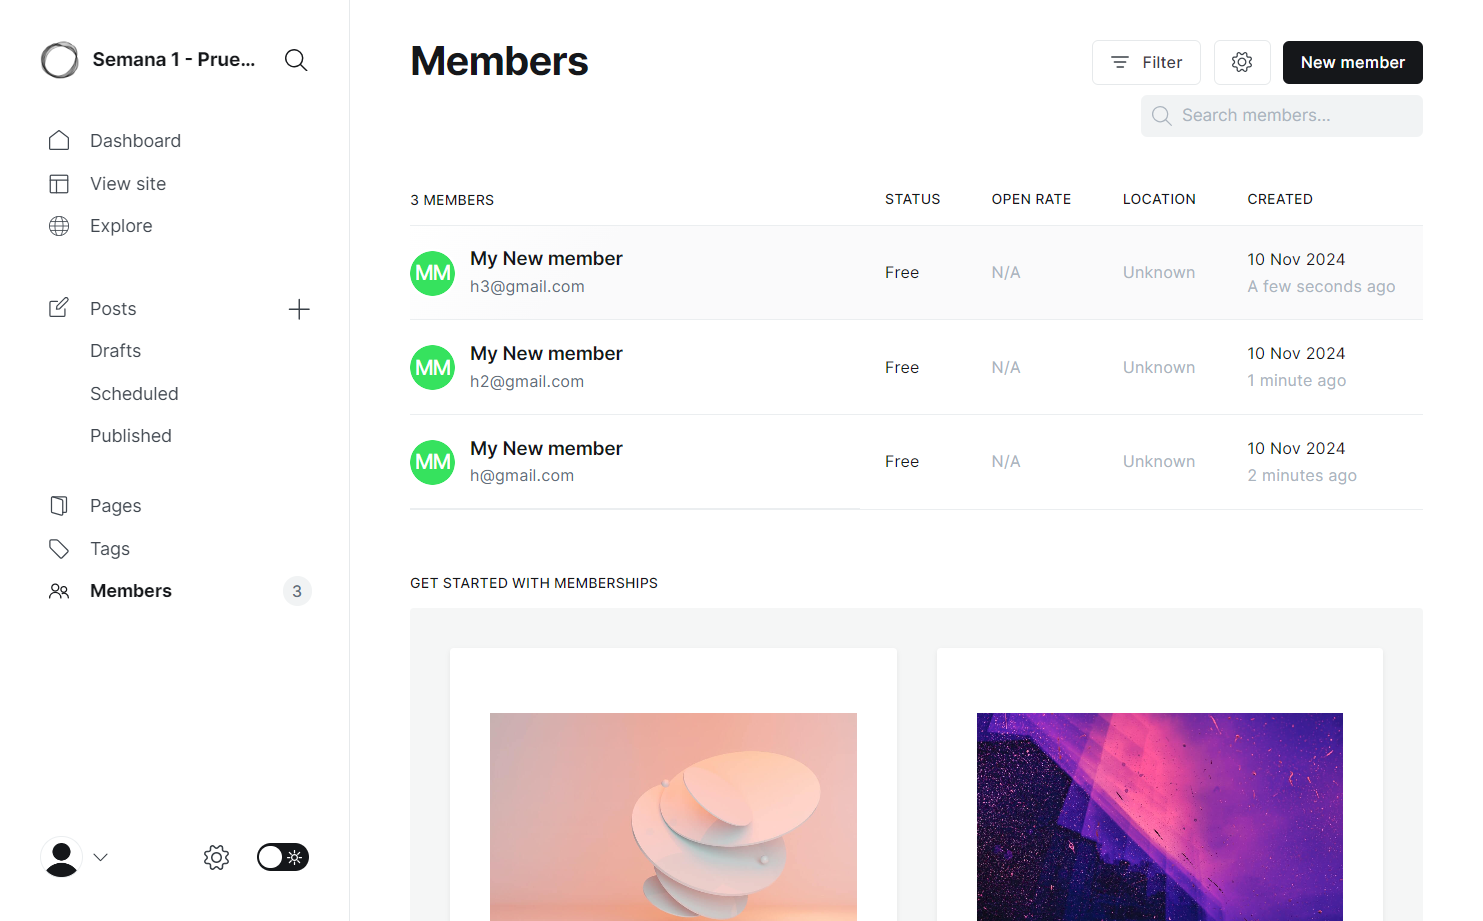 Semana 1 - Prue...
Dashboard
View site
Explore
Posts
Drafts
Scheduled
Published
Pages
Tags
Members
3
Members
Filter
New member
Search members...
3 MEMBERS STATUS OPEN RATE LOCATION CREATED
MM My New member Free N/A Unknown 10 Nov 2024
h3@gmail.com A few seconds ago
MM My New member Free N/A Unknown 10 Nov 2024
h2@gmail.com 1 minute ago
MM My New member Free N/A Unknown 10 Nov 2024
h@gmail.com 2 minutes ago
GET STARTED WITH MEMBERSHIPS